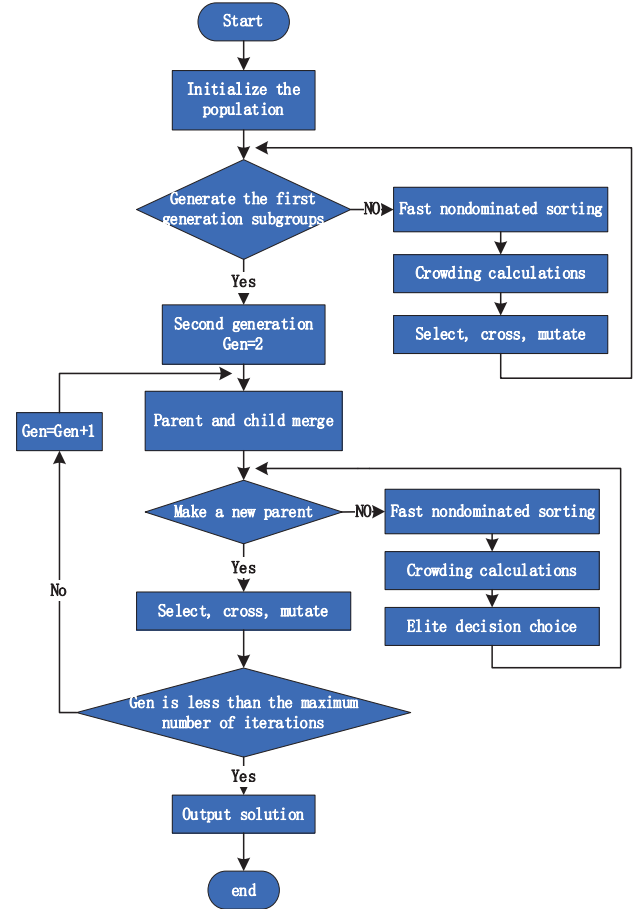 Start
Initialize the
population
Generate the first
generation subgroups
NO
Fast nondominated sorting
Crowding calculations
Select, cross, mutate
Yes
Second generation
Gen=2
Gen=Gen+1
Parent and child merge
Make a new parent
NO
Fast nondominated sorting
Crowding calculations
Elite decision choice
Yes
No
Select, cross, mutate
Gen is less than the maximum
number of iterations
Yes
Output solution
end